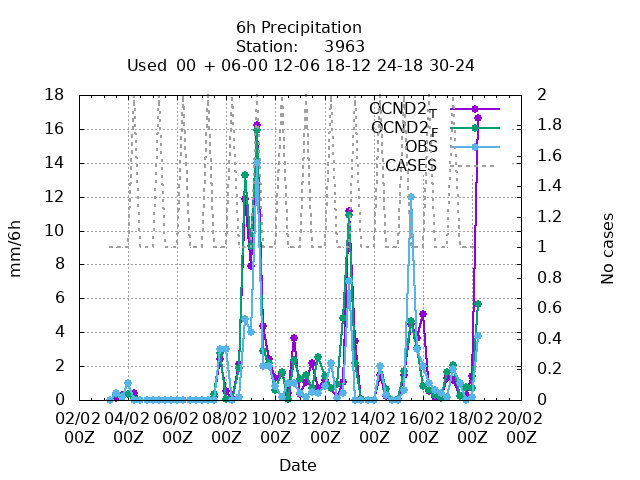 6h Precipitation
Station: 3963
Used 00 + 06-00 12-06 18-12 24-18 30-24
mm/6h
18
16
14
12
10
8
6
4
2
0
OCND2T
OCND2F
OBS
CASES
2
1.8
1.6
1.4
1.2
1
0.8
0.6
0.4
0.2
0
No cases
02/02 04/02 06/02 08/02 10/02 12/02 14/02 16/02 18/02 20/02
00Z 00Z 00Z 00Z 00Z 00Z 00Z 00Z 00Z 00Z
Date